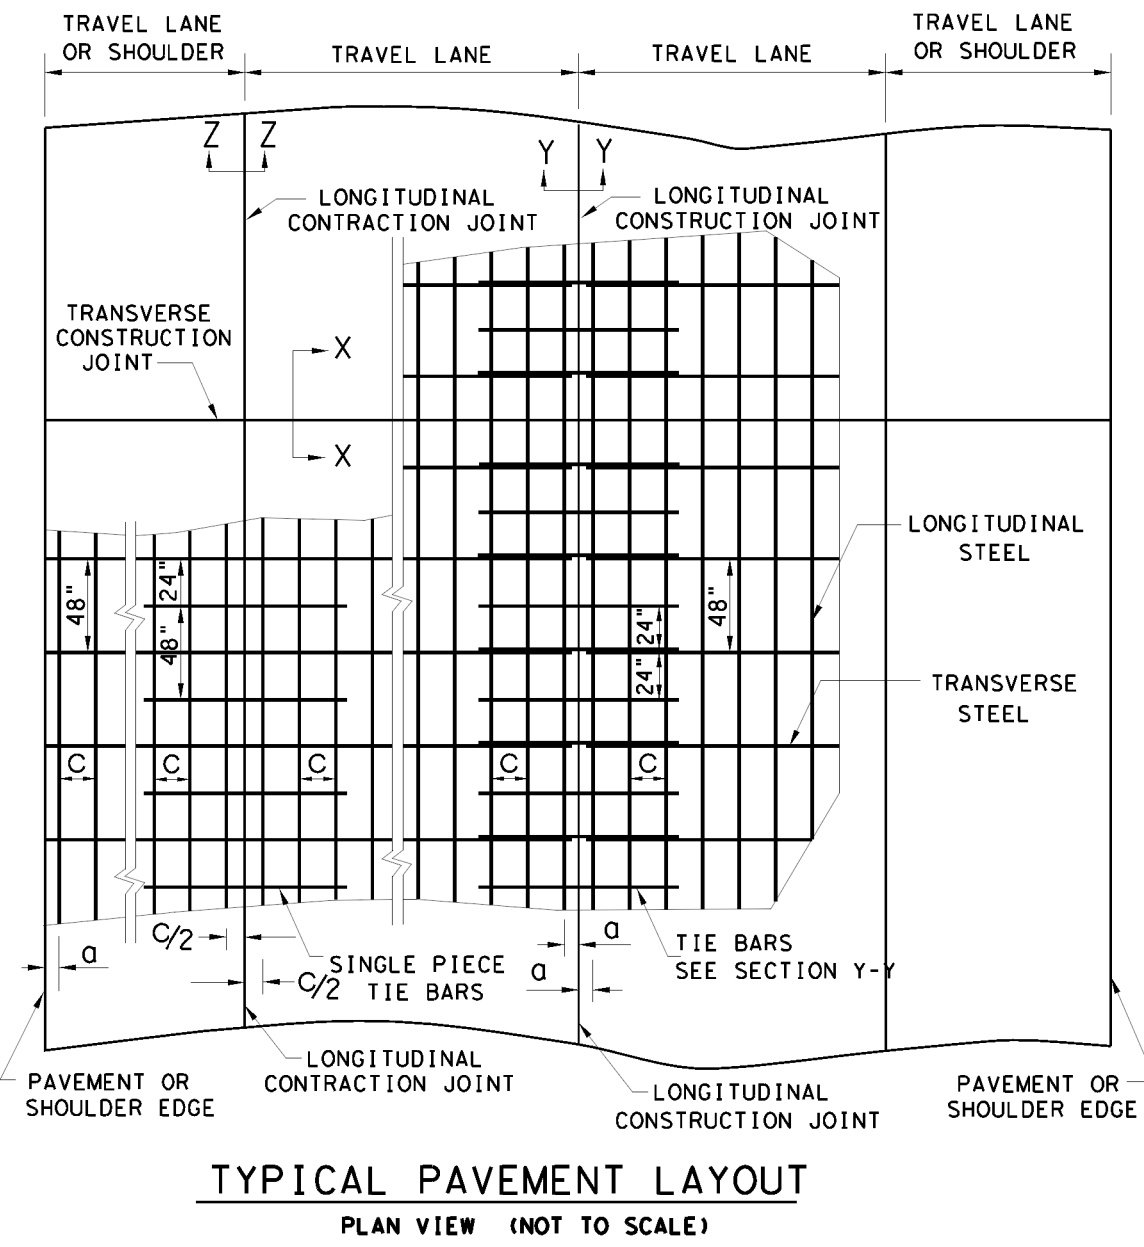 TRAVEL LANE
OR SHOULDER
TRAVEL LANE
TRAVEL LANE
TRAVEL LANE
OR SHOULDER
Z Z
Y Y
LONGITUDINAL
CONTRACTION JOINT
LONGITUDINAL
CONSTRUCTION JOINT
TRANSVERSE
CONSTRUCTION
JOINT
X
X
LONGITUDINAL
STEEL
48"
24"
48"
24"
24"
48"
TRANSVERSE
STEEL
C
C
C
C
C
C/2
a
C/2
SINGLE PIECE
TIE BARS
a
a
TIE BARS
SEE SECTION Y-Y
LONGITUDINAL
CONTRACTION JOINT
PAVEMENT OR
SHOULDER EDGE
LONGITUDINAL
CONSTRUCTION JOINT
PAVEMENT OR
SHOULDER EDGE
TYPICAL PAVEMENT LAYOUT
PLAN VIEW (NOT TO SCALE)